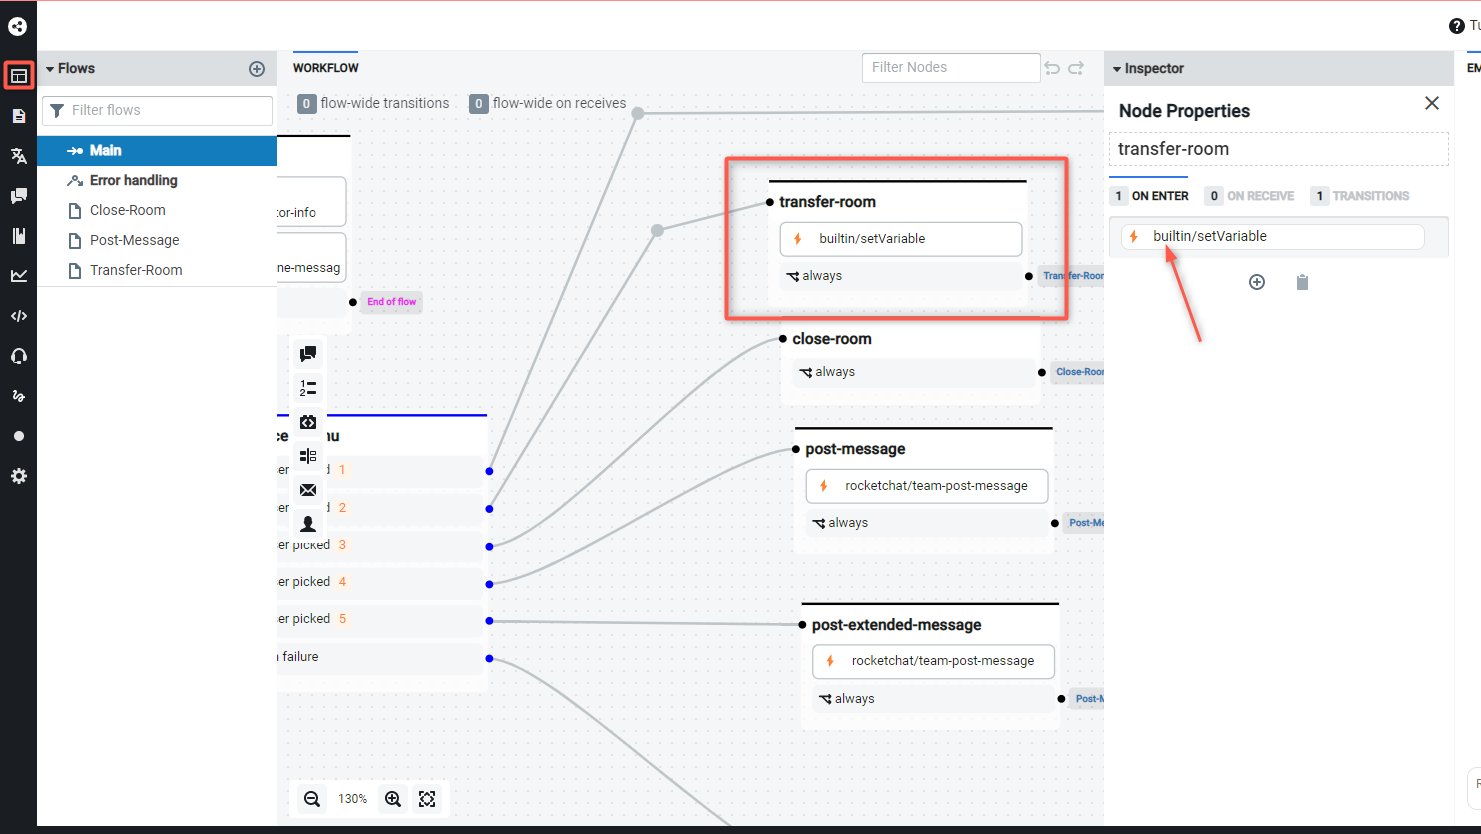 Flows
Filter flows
Main
Error handling
Close-Room
Post-Message
Transfer-Room
WORKFLOW
Filter Nodes
0 flow-wide transitions
0 flow-wide on receives
tor-info
ne-messag
End of flow
transfer-room
builtin/setVariable
always
Transfer-Room
close-room
always
Close-Room
post-message
rocketchat/team-post-message
always
Post-Me
post-extended-message
rocketchat/team-post-message
always
Post-M
ce
nu
er
d 1
er
d 2
er picked 3
er picked 4
er picked 5
failure
130%
Inspector
Node Properties
transfer-room
1 ON ENTER
0 ON RECEIVE
1 TRANSITIONS
builtin/setVariable
Tu
EM